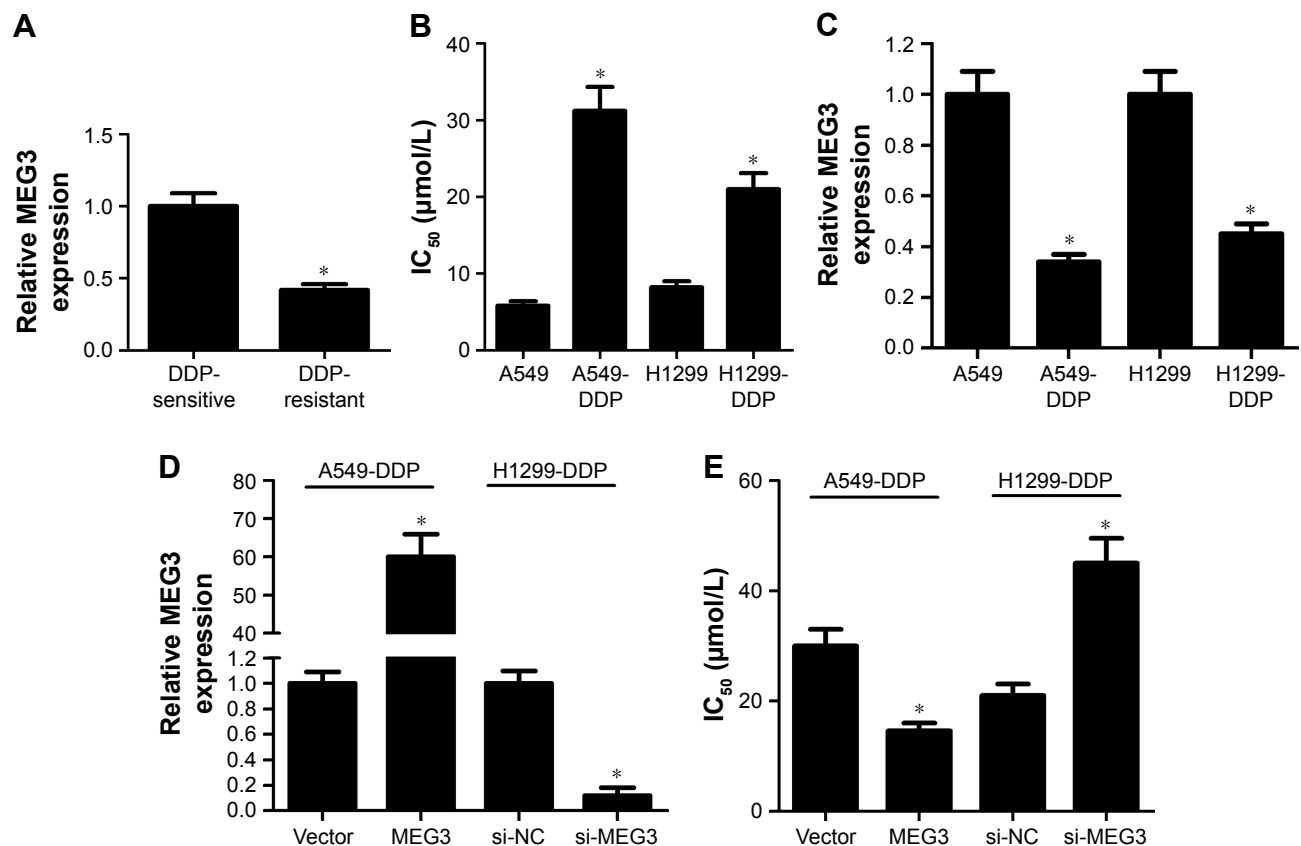 A
Relative MEG3
expression
1.5
1.0
0.5
0.0
*
DDP-
sensitive
DDP-
resistant
B
IC50 (μmol/L)
40
30
20
10
0
*
*
A549
A549-
DDP
H1299
H1299-
DDP
C
Relative MEG3
expression
1.2
1.0
0.8
0.6
0.4
0.2
0.0
*
*
A549
A549-
DDP
H1299
H1299-
DDP
D
Relative MEG3
expression
A549-DDP
H1299-DDP
80
70
60
50
40
1.2
1.0
0.8
0.6
0.4
0.2
0.0
*
*
Vector
MEG3
si-NC
si-MEG3
E
IC50 (μmol/L)
A549-DDP
H1299-DDP
60
40
20
0
*
*
Vector
MEG3
si-NC
si-MEG3